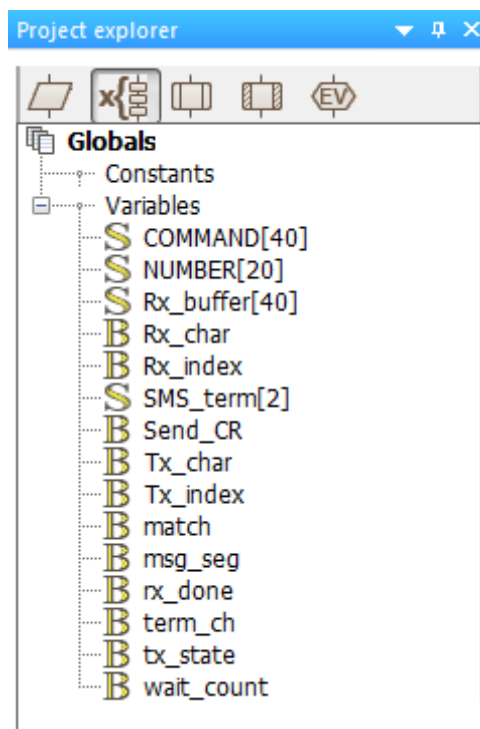 Project explorer
x{ EV
Globals
Constants
Variables
S COMMAND[40]
S NUMBER[20]
S Rx_buffer[40]
B Rx_char
B Rx_index
S SMS_term[2]
B Send_CR
B Tx_char
B Tx_index
B match
B msg_seg
B rx_done
B term_ch
B tx_state
B wait_count